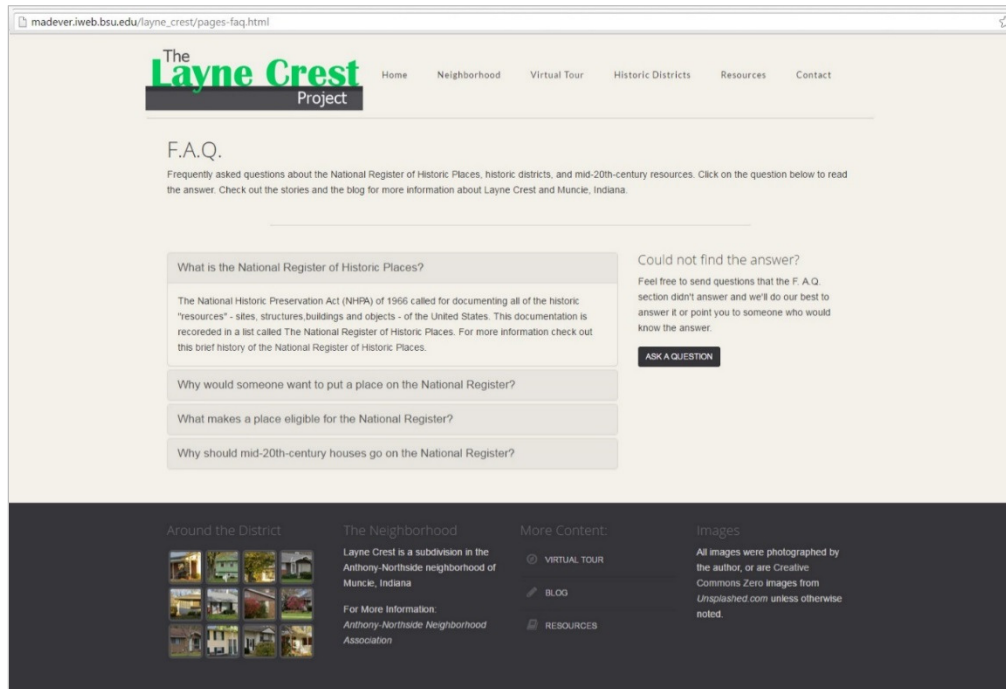 madever.iweb.bsu.edu/layne_crest/pages-faq.html
The
Layne Crest
Project
Home Neighborhood Virtual Tour Historic Districts Resources Contact
F.A.Q.
Frequently asked questions about the National Register of Historic Places, historic districts, and mid-20th-century resources. Click on the question below to read
the answer. Check out the stories and the blog for more information about Layne Crest and Muncie, Indiana.
What is the National Register of Historic Places?
The National Historic Preservation Act (NHPA) of 1966 called for documenting all of the historic
"resources" - sites, structures,buildings and objects - of the United States. This documentation is
recoreded in a list called The National Register of Historic Places. For more information check out
this brief history of the National Register of Historic Places.
Why would someone want to put a place on the National Register?
What makes a place eligible for the National Register?
Why should mid-20th-century houses go on the National Register?
Could not find the answer?
Feel free to send questions that the F. A.Q.
section didn't answer and we'll do our best to
answer it or point you to someone who would
know the answer.
ASK A QUESTION
Around the District
The Neighborhood
Layne Crest is a subdivision in the
Anthony-Northside neighborhood of
Muncie, Indiana
For More Information:
Anthony-Northside Neighborhood
Association
More Content:
VIRTUAL TOUR
BLOG
RESOURCES
Images
All images were photographed by
the author, or are Creative
Commons Zero images from
Unsplashed.com unless otherwise
noted.